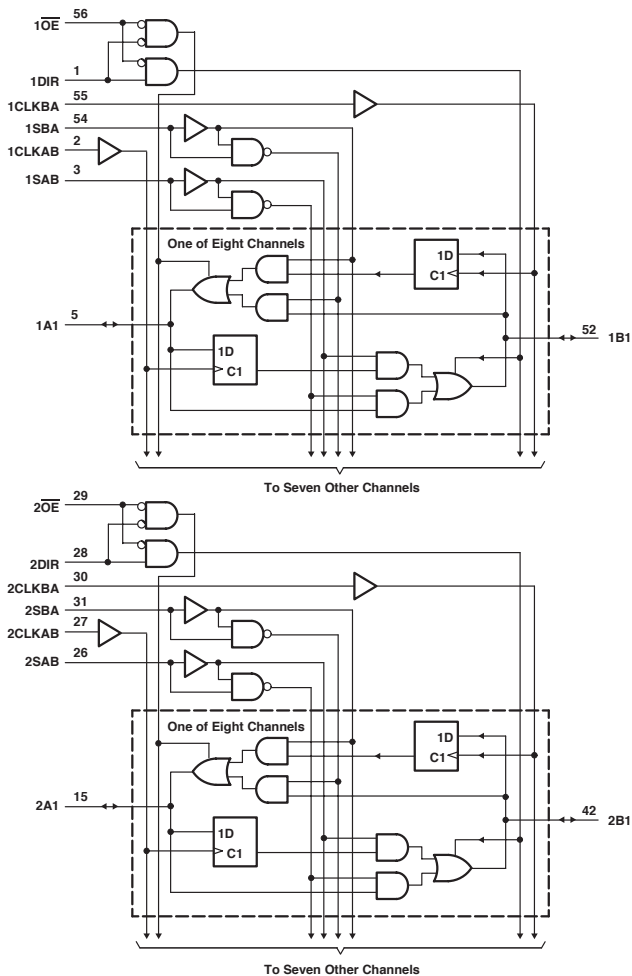 1O̅E̅ 56
1DIR 1
1CLKBA 55
1SBA 54
1CLKAB 2
1SAB 3
One of Eight Channels
1D
C1
1A1 5
52 1B1
1D
C1
To Seven Other Channels
2O̅E̅ 29
2DIR 28
2CLKBA 30
2SBA 31
2CLKAB 27
2SAB 26
One of Eight Channels
1D
C1
2A1 15
42 2B1
1D
C1
To Seven Other Channels